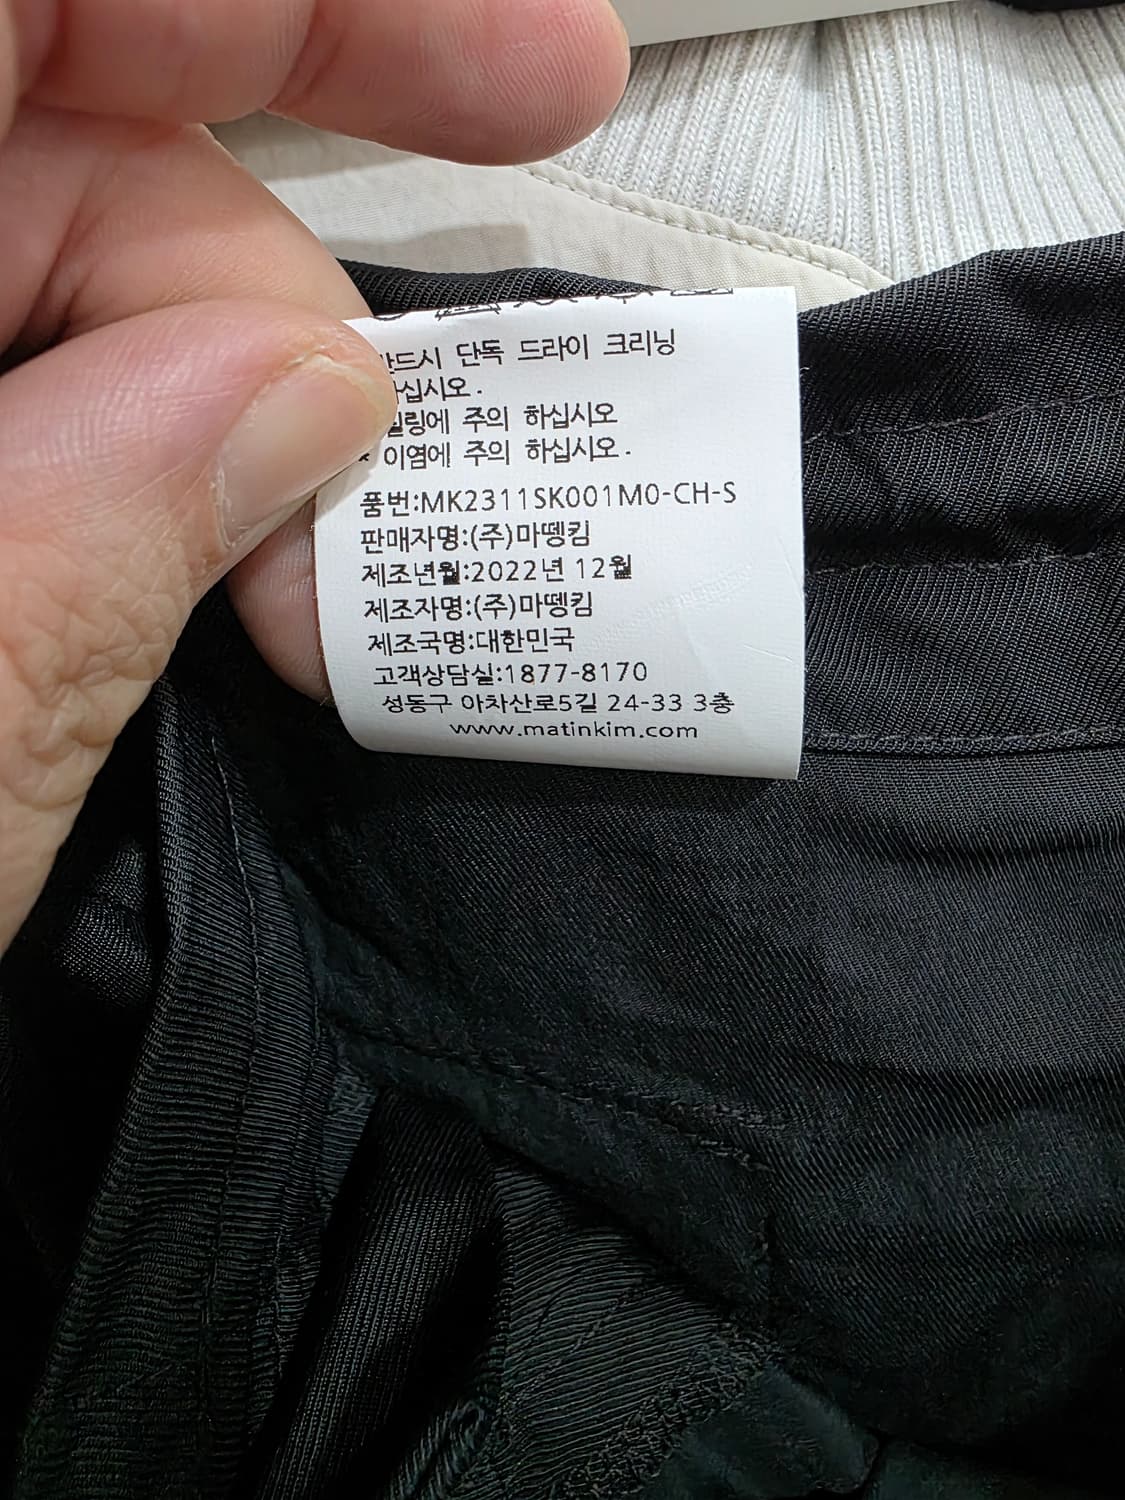 단독 드라이 크리닝
하십시오.
주의 하십시오
* 이염에 주의 하십시오.
품번:MK2311SK001M0-CH-S
판매자명:(주)마뗑킴
제조년월:2022년 12월
제조자명:(주)마뗑킴
제조국명:대한민국
고객상담실:1877-8170
성동구 아차산로5길 24-33 3층
www.matinkim.com